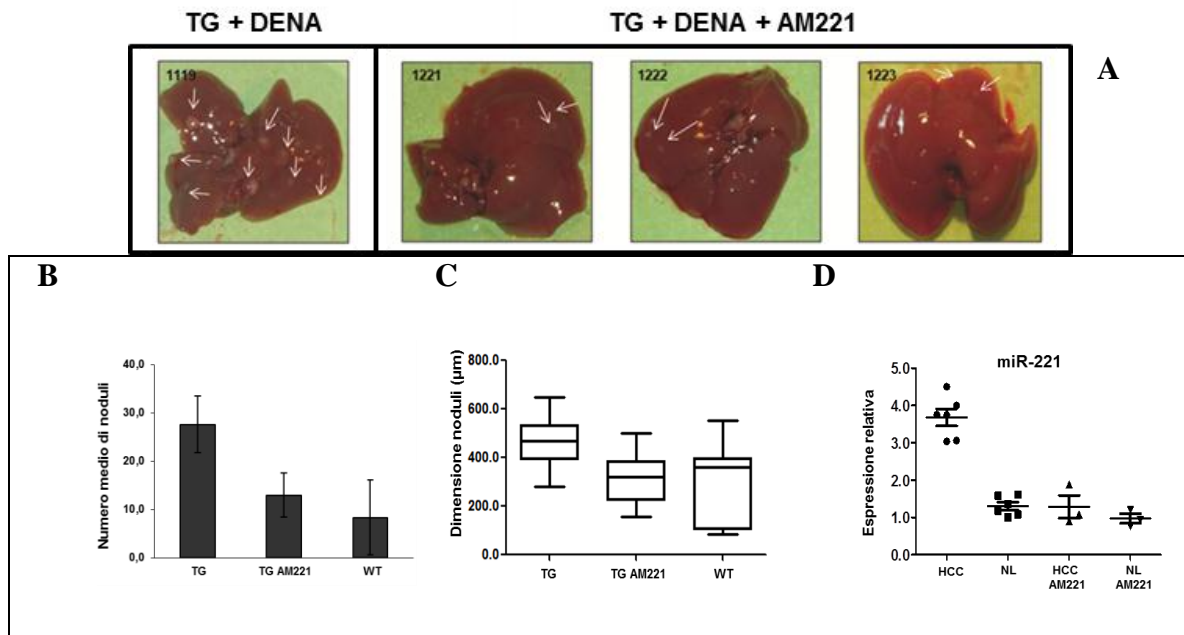 TG + DENA
TG + DENA + AM221
1119
1221
1222
1223
A
B
C
D
Numero medio di noduli
40,0
30,0
20,0
10,0
0,0
TG
TG AM221
WT
Dimensione noduli (µm)
800.0
600.0
400.0
200.0
0.0
TG
TG AM221
WT
miR-221
Espressione relativa
5.0
4.0
3.0
2.0
1.0
0.0
HCC
NL
HCC
AM221
NL
AM221